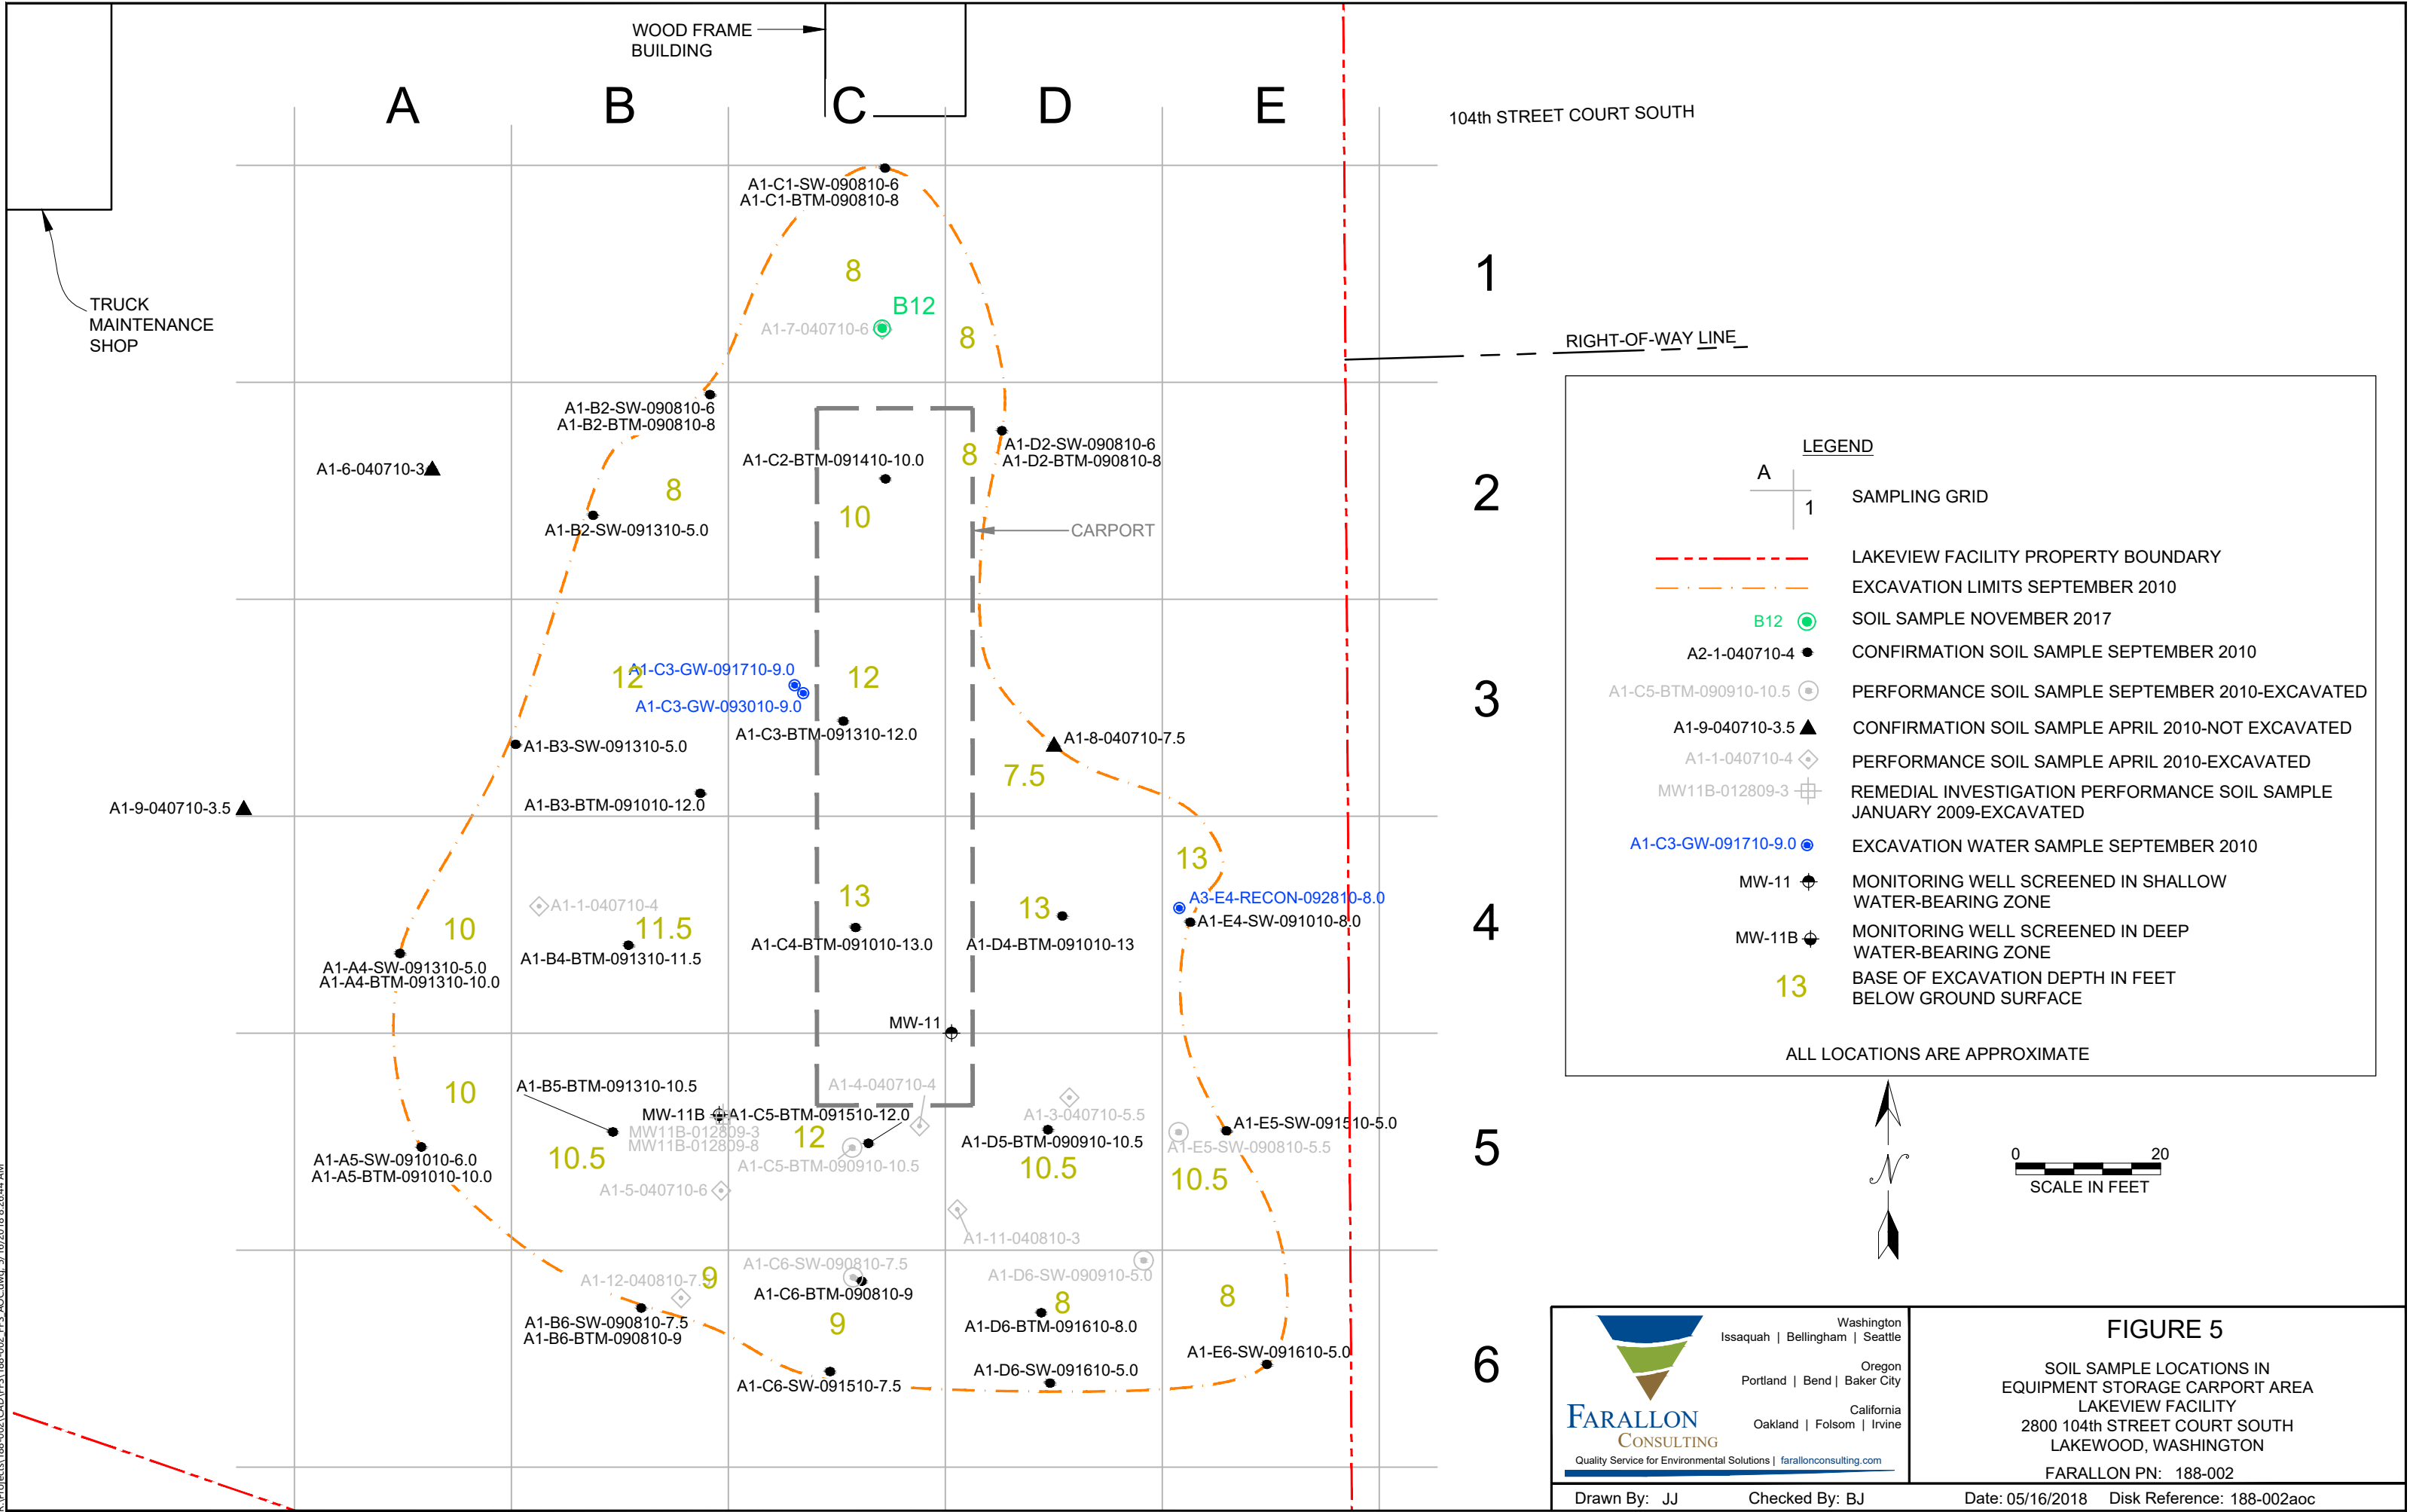 WOOD FRAME
BUILDING
A
B
C
D
E
104th STREET COURT SOUTH
A1-C1-SW-090810-6
A1-C1-BTM-090810-8
1
8
B12
A1-7-040710-6
8
TRUCK
MAINTENANCE
SHOP
RIGHT-OF-WAY LINE
A1-B2-SW-090810-6
A1-B2-BTM-090810-8
A1-D2-SW-090810-6
A1-D2-BTM-090810-8
8
A1-C2-BTM-091410-10.0
A1-6-040710-3
8
10
2
A1-B2-SW-091310-5.0
CARPORT
A1-C3-GW-091710-9.0
12
12
A1-C3-GW-093010-9.0
3
A1-C3-BTM-091310-12.0
A1-8-040710-7.5
A1-B3-SW-091310-5.0
7.5
A1-B3-BTM-091010-12.0
A1-9-040710-3.5
13
A1-1-040710-4
13
13
A3-E4-RECON-092810-8.0
A1-E4-SW-091010-8.0
10
11.5
4
A1-C4-BTM-091010-13.0
A1-D4-BTM-091010-13
A1-B4-BTM-091310-11.5
A1-A4-SW-091310-5.0
A1-A4-BTM-091310-10.0
MW-11
10
A1-B5-BTM-091310-10.5
A1-4-040710-4
A1-3-040710-5.5
MW-11B
A1-C5-BTM-091510-12.0
A1-E5-SW-091510-5.0
MW11B-012809-3
MW11B-012809-8
12
A1-D5-BTM-090910-10.5
A1-E5-SW-090810-5.5
5
A1-A5-SW-091010-6.0
A1-A5-BTM-091010-10.0
10.5
A1-C5-BTM-090910-10.5
10.5
10.5
A1-5-040710-6
A1-11-040810-3
A1-C6-SW-090810-7.5
A1-D6-SW-090910-5.0
A1-12-040810-7.5
9
A1-C6-BTM-090810-9
8
8
A1-B6-SW-090810-7.5
A1-B6-BTM-090810-9
9
A1-D6-BTM-091610-8.0
A1-E6-SW-091610-5.0
6
A1-D6-SW-091610-5.0
A1-C6-SW-091510-7.5
LEGEND
A
1
SAMPLING GRID
LAKEVIEW FACILITY PROPERTY BOUNDARY
EXCAVATION LIMITS SEPTEMBER 2010
B12 SOIL SAMPLE NOVEMBER 2017
A2-1-040710-4 CONFIRMATION SOIL SAMPLE SEPTEMBER 2010
A1-C5-BTM-090910-10.5 PERFORMANCE SOIL SAMPLE SEPTEMBER 2010-EXCAVATED
A1-9-040710-3.5 CONFIRMATION SOIL SAMPLE APRIL 2010-NOT EXCAVATED
A1-1-040710-4 PERFORMANCE SOIL SAMPLE APRIL 2010-EXCAVATED
MW11B-012809-3 REMEDIAL INVESTIGATION PERFORMANCE SOIL SAMPLE
JANUARY 2009-EXCAVATED
A1-C3-GW-091710-9.0 EXCAVATION WATER SAMPLE SEPTEMBER 2010
MW-11 MONITORING WELL SCREENED IN SHALLOW
WATER-BEARING ZONE
MW-11B MONITORING WELL SCREENED IN DEEP
WATER-BEARING ZONE
13 BASE OF EXCAVATION DEPTH IN FEET
BELOW GROUND SURFACE
ALL LOCATIONS ARE APPROXIMATE
N
0 20
SCALE IN FEET
Washington
Issaquah | Bellingham | Seattle
Oregon
Portland | Bend | Baker City
California
Oakland | Folsom | Irvine
FARALLON
CONSULTING
Quality Service for Environmental Solutions | farallonconsulting.com
FIGURE 5
SOIL SAMPLE LOCATIONS IN
EQUIPMENT STORAGE CARPORT AREA
LAKEVIEW FACILITY
2800 104th STREET COURT SOUTH
LAKEWOOD, WASHINGTON
FARALLON PN: 188-002
Drawn By: JJ
Checked By: BJ
Date: 05/16/2018
Disk Reference: 188-002aoc